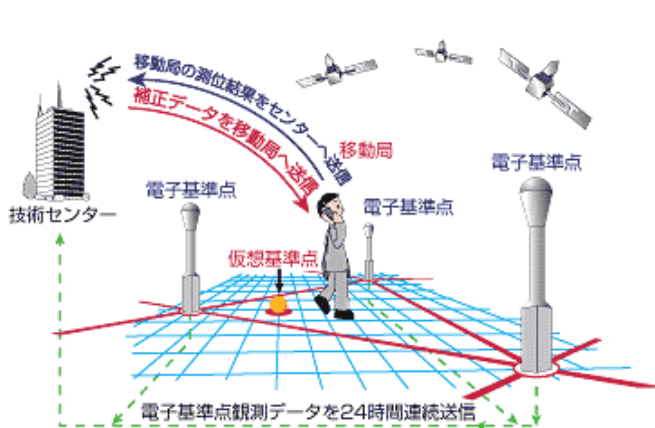 移動局の測位結果をセンターへ送信
補正データを移動局へ送信
移動局
電子基準点
電子基準点
電子基準点
技術センター
仮想基準点
電子基準点観測データを24時間連続送信